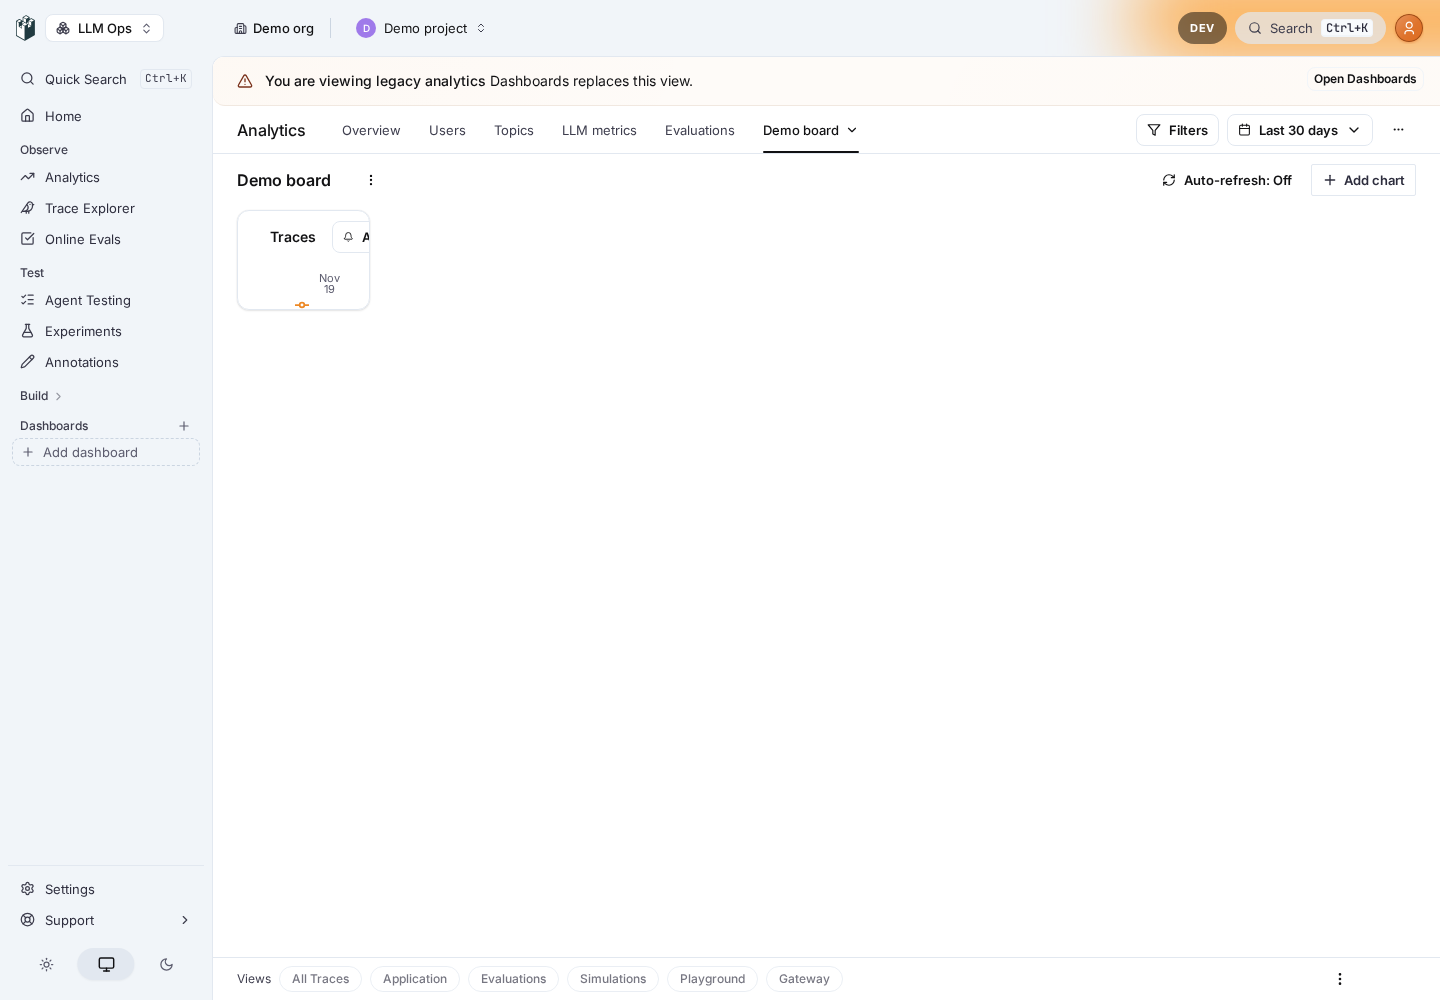 LLM Ops
Demo org
D
Demo project
DEV
Search Ctrl+K
Quick Search Ctrl+K
Home
Observe
Analytics
Trace Explorer
Online Evals
Test
Agent Testing
Experiments
Annotations
Build
Dashboards
Add dashboard
Settings
Support
You are viewing legacy analytics Dashboards replaces this view.
Open Dashboards
Analytics
Overview
Users
Topics
LLM metrics
Evaluations
Demo board
Filters
Last 30 days
Demo board
Auto-refresh: Off
Add chart
Traces
Nov
19
Views
All Traces
Application
Evaluations
Simulations
Playground
Gateway